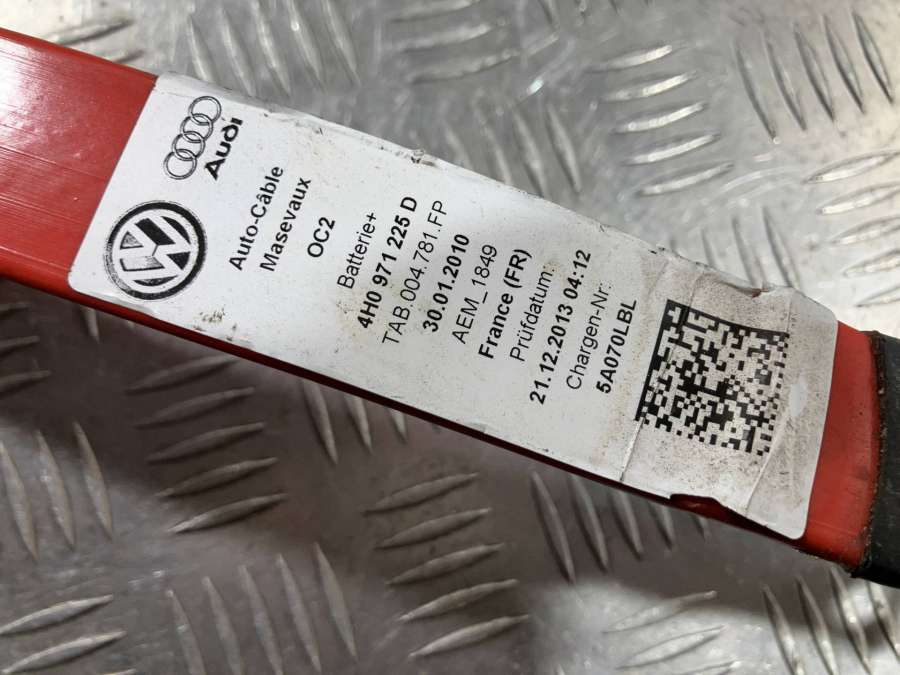 Audi
VW
Auto-Câble
Masevaux
OC2
Batterie+
4H0 971 225 D
TAB.004.781.FP
30.01.2010
AEM_1849
France (FR)
Prüfdatum:
21.12.2013 04:12
Chargen-Nr:
5A070LBL